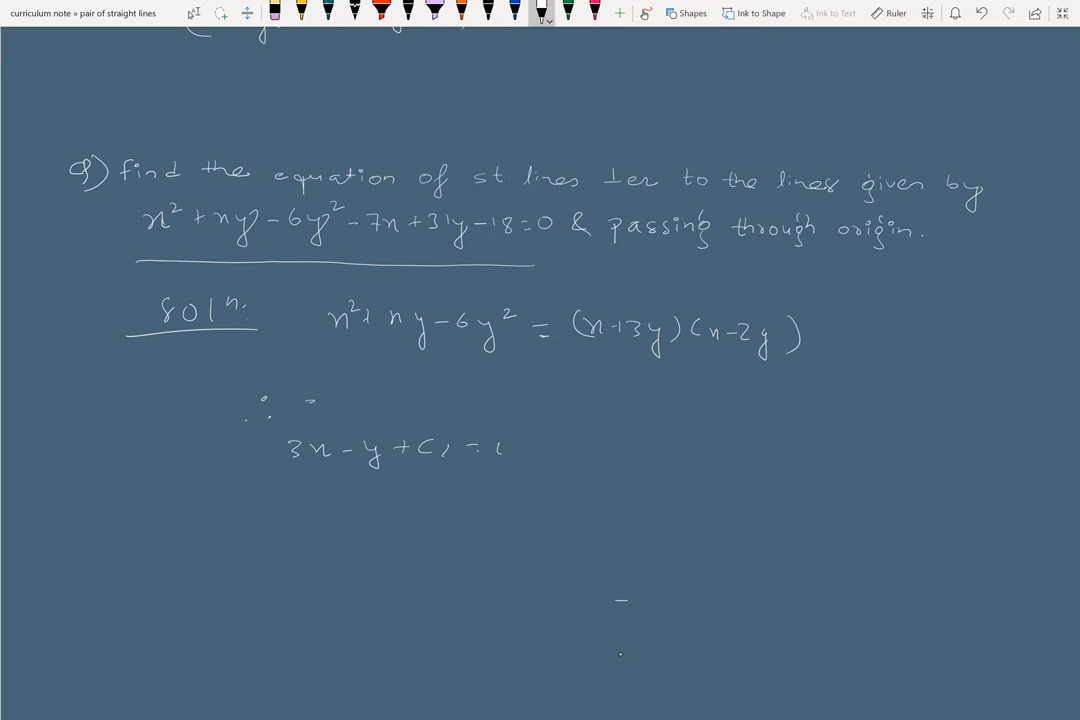 curriculum note » pair of straight lines
Shapes Ink to Shape Ink to Text Ruler
Q) find the equation of st lines ⊥er to the lines given by
x² + xy - 6y² - 7x + 31y - 18 = 0 & passing through origin.
Solⁿ: x² + xy - 6y² = (x+3y)(x-2y)
∴
3x - y + C₁ =